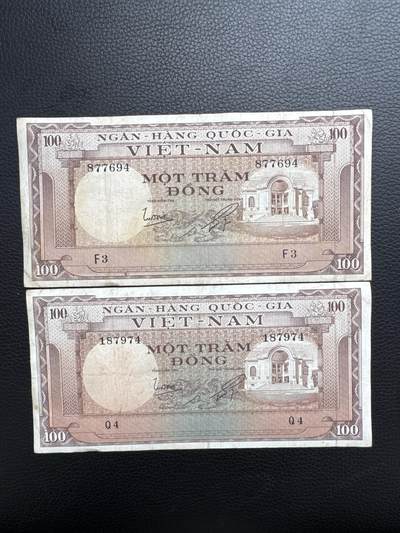 100 NGÂN-HÀNG QUỐC-GIA 100
VIỆT-NAM
877694 877694
MỘT TRĂM
ĐỒNG
F3 F3
100 100
100 NGÂN-HÀNG QUỐC-GIA 100
VIỆT-NAM
187974 187974
MỘT TRĂM
ĐỒNG
Q4 Q4
100 100